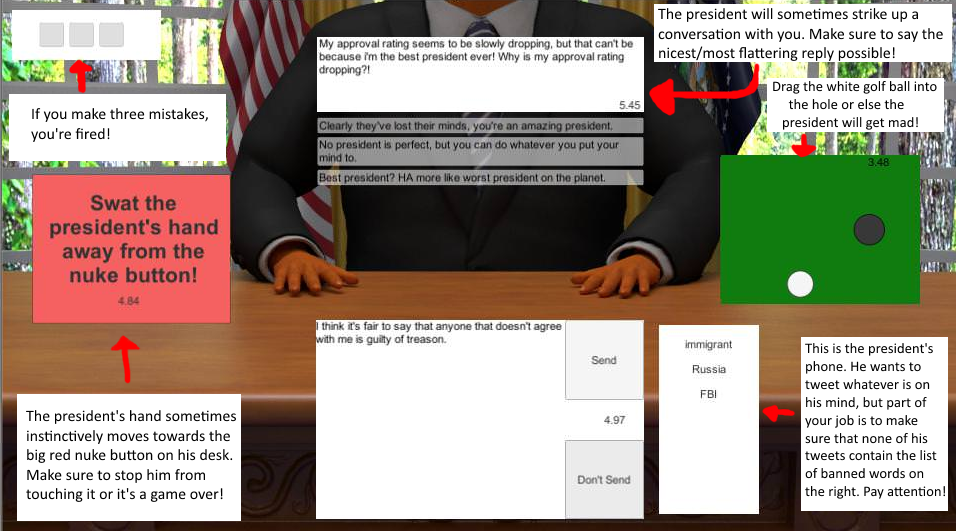 The president will sometimes strike up a
conversation with you. Make sure to say the
nicest/most flattering reply possible!
My approval rating seems to be slowly dropping, but that can't be
because i'm the best president ever! Why is my approval rating
dropping?!
5.45
Clearly they've lost their minds, you're an amazing president.
No president is perfect, but you can do whatever you put your
mind to.
Best president? HA more like worst president on the planet.
If you make three mistakes,
you're fired!
Drag the white golf ball into
the hole or else the
president will get mad!
3.48
Swat the
president's hand
away from the
nuke button!
4.84
The president's hand sometimes
instinctively moves towards the
big red nuke button on his desk.
Make sure to stop him from
touching it or it's a game over!
I think it's fair to say that anyone that doesn't agree
with me is guilty of treason.
Send
4.97
Don't Send
immigrant
Russia
FBI
This is the president's
phone. He wants to
tweet whatever is on
his mind, but part of
your job is to make
sure that none of his
tweets contain the list
of banned words on
the right. Pay attention!